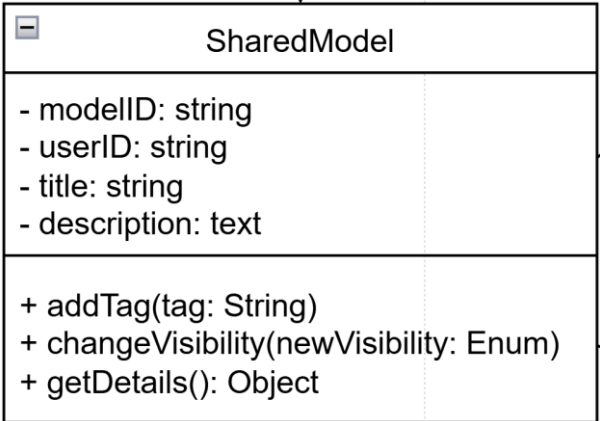 SharedModel
- modelID: string
- userID: string
- title: string
- description: text
+ addTag(tag: String)
+ changeVisibility(newVisibility: Enum)
+ getDetails(): Object